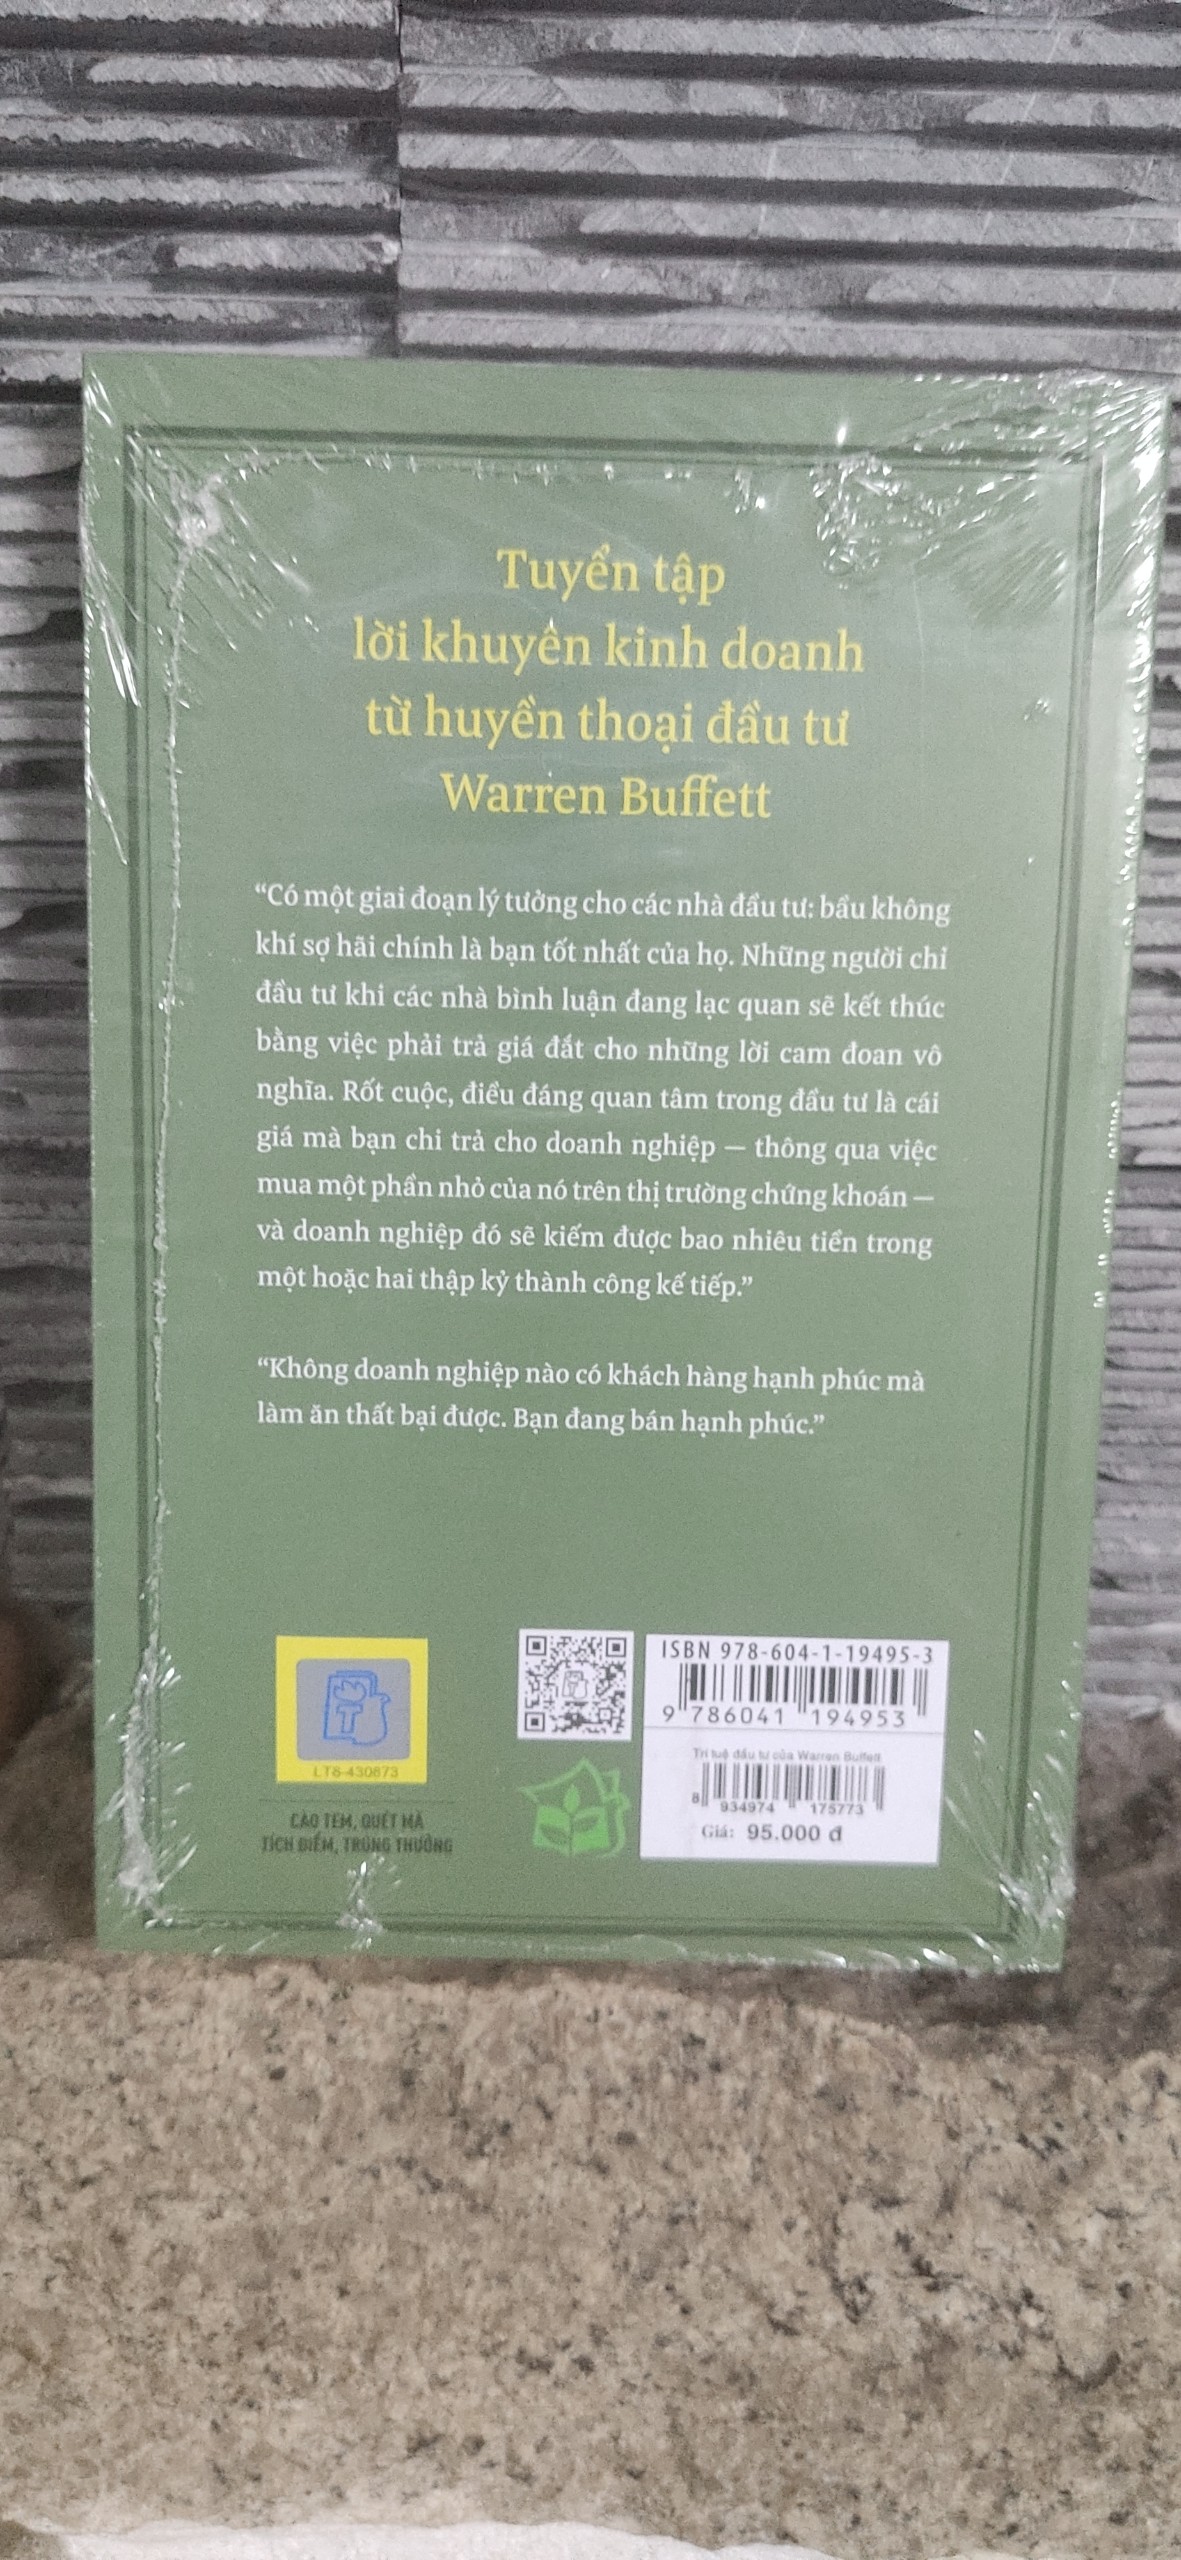 Tuyển tập
lời khuyên kinh doanh
từ huyền thoại đầu tư
Warren Buffett
“Có một giai đoạn lý tưởng cho các nhà đầu tư: bầu không
khí sợ hãi chính là bạn tốt nhất của họ. Những người chỉ
đầu tư khi các nhà bình luận đang lạc quan sẽ kết thúc
bằng việc phải trả giá đắt cho những lời cam đoan vô
nghĩa. Rốt cuộc, điều đáng quan tâm trong đầu tư là cái
giá mà bạn chi trả cho doanh nghiệp — thông qua việc
mua một phần nhỏ của nó trên thị trường chứng khoán —
và doanh nghiệp đó sẽ kiếm được bao nhiêu tiền trong
một hoặc hai thập kỷ thành công kế tiếp.”
“Không doanh nghiệp nào có khách hàng hạnh phúc mà
làm ăn thất bại được. Bạn đang bán hạnh phúc.”
T
LT8-430873
CÀO TEM, QUÉT MÃ
TÍCH ĐIỂM, TRÚNG THƯỞNG
ISBN 978-604-1-19495-3
9 786041 194953
Trí tuệ đầu tư của Warren Buffett
8 934974 175773
Giá: 95.000 đ